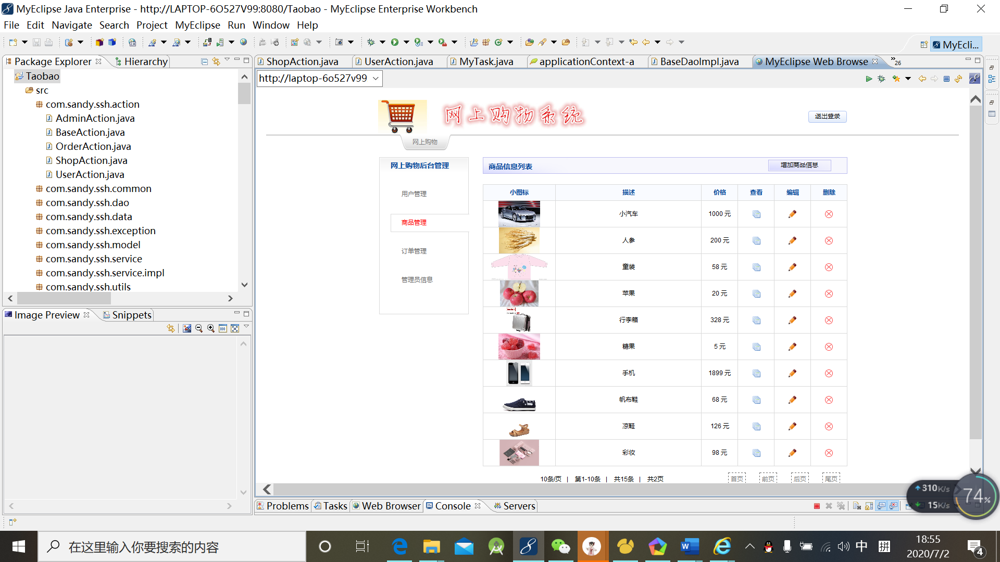 MyEclipse Java Enterprise - http://LAPTOP-6O527V99:8080/Taobao - MyEclipse Enterprise Workbench
File Edit Navigate Search Project MyEclipse Run Window Help
MyEcli...
Package Explorer Hierarchy
ShopAction.java UserAction.java MyTask.java applicationContext-a BaseDaoImpl.java MyEclipse Web Browse »26
http://laptop-6o527v99
Taobao
src
com.sandy.ssh.action
AdminAction.java
BaseAction.java
OrderAction.java
ShopAction.java
UserAction.java
com.sandy.ssh.common
com.sandy.ssh.dao
com.sandy.ssh.data
com.sandy.ssh.exception
com.sandy.ssh.model
com.sandy.ssh.service
com.sandy.ssh.service.impl
com.sandy.ssh.utils
Image Preview Snippets
网上购物系统
退出登录
网上购物
网上购物后台管理
用户管理
商品管理
订单管理
管理员信息
商品信息列表 增加商品信息
小图标 描述 价格 查看 编辑 删除
小汽车 1000 元
人参 200 元
童装 58 元
苹果 20 元
行李箱 328 元
糖果 5 元
手机 1899 元
帆布鞋 68 元
凉鞋 126 元
彩妆 98 元
10条/页 | 第1-10条 | 共15条 | 共2页 首页 前页 后页 尾页
310K/s
15K/s
74%
Problems Tasks Web Browser Console Servers
在这里输入你要搜索的内容
中 拼
18:55
2020/7/2
4